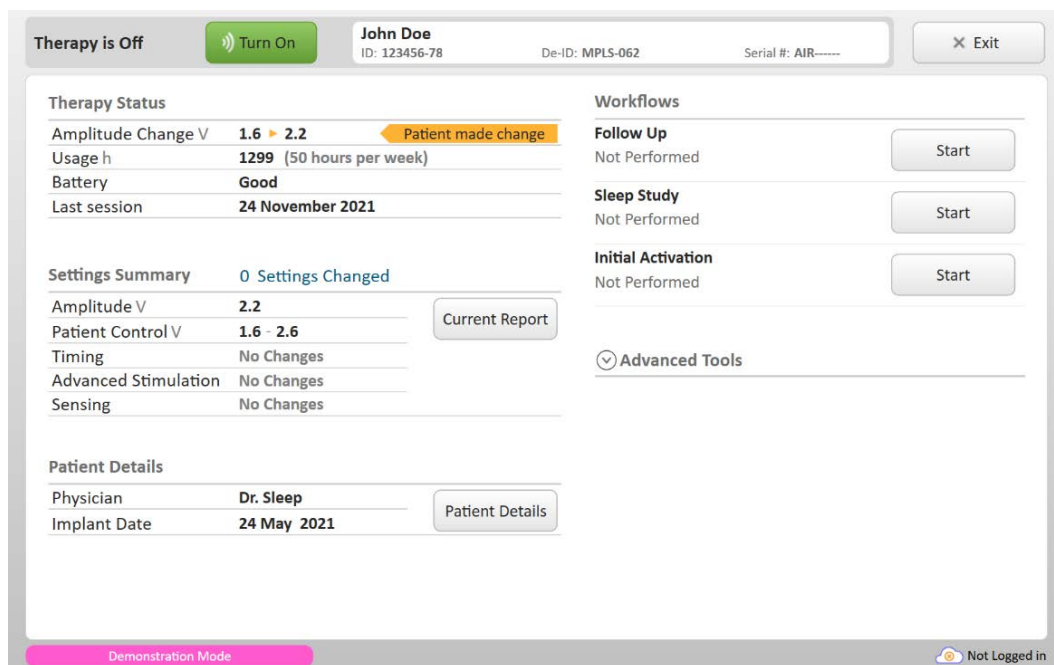 Therapy is Off
Turn On
John Doe
ID: 123456-78 De-ID: MPLS-062 Serial #: AIR------
× Exit
Therapy Status
Amplitude Change V 1.6 ▶ 2.2 Patient made change
Usage h 1299 (50 hours per week)
Battery Good
Last session 24 November 2021
Settings Summary 0 Settings Changed
Amplitude V 2.2
Patient Control V 1.6 - 2.6
Timing No Changes
Advanced Stimulation No Changes
Sensing No Changes
Current Report
Patient Details
Physician Dr. Sleep
Implant Date 24 May 2021
Patient Details
Workflows
Follow Up
Not Performed
Start
Sleep Study
Not Performed
Start
Initial Activation
Not Performed
Start
Advanced Tools
Demonstration Mode
Not Logged in